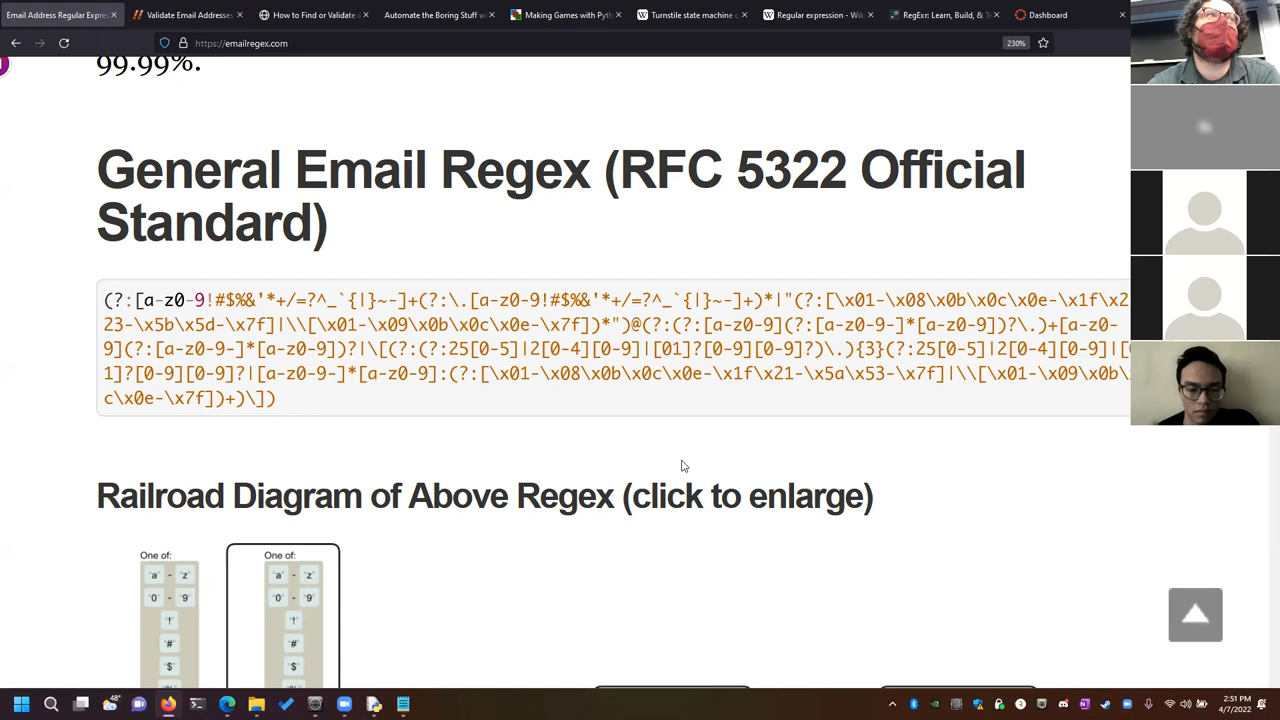 Email Address Regular Expre
Validate Email Addresses
How to Find or Validate a
Automate the Boring Stuff wi
Making Games with Pyth
Turnstile state machine c
Regular expression - Wiki
RegExr: Learn, Build, & Te
Dashboard
https://emailregex.com
230%
99.99%.
General Email Regex (RFC 5322 Official
Standard)
(?:[a-z0-9!#$%&'*+/=?^_`{|}~-]+(?:\.[a-z0-9!#$%&'*+/=?^_`{|}~-]+)*|"(?:[\x01-\x08\x0b\x0c\x0e-\x1f\x2
23-\x5b\x5d-\x7f]|\\[\x01-\x09\x0b\x0c\x0e-\x7f])*")@(?:(?:[a-z0-9](?:[a-z0-9-]*[a-z0-9])?\.)+[a-z0-
9](?:[a-z0-9-]*[a-z0-9])?|\[(?:(?:25[0-5]|2[0-4][0-9]|[01]?[0-9][0-9]?)\.){3}(?:25[0-5]|2[0-4][0-9]|[0
1]?[0-9][0-9]?|[a-z0-9-]*[a-z0-9]:(?:[\x01-\x08\x0b\x0c\x0e-\x1f\x21-\x5a\x53-\x7f]|\\[\x01-\x09\x0b\
c\x0e-\x7f])+)\])
Railroad Diagram of Above Regex (click to enlarge)
One of: One of:
"a" - "z" "a" - "z"
"0" - "9" "0" - "9"
"!" "!"
"#" "#"
"$" "$"
48°
2:51 PM
4/7/2022